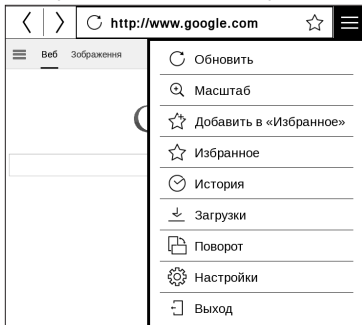 http://www.google.com
Веб Зображення
Обновить
Масштаб
Добавить в «Избранное»
Избранное
История
Загрузки
Поворот
Настройки
Выход